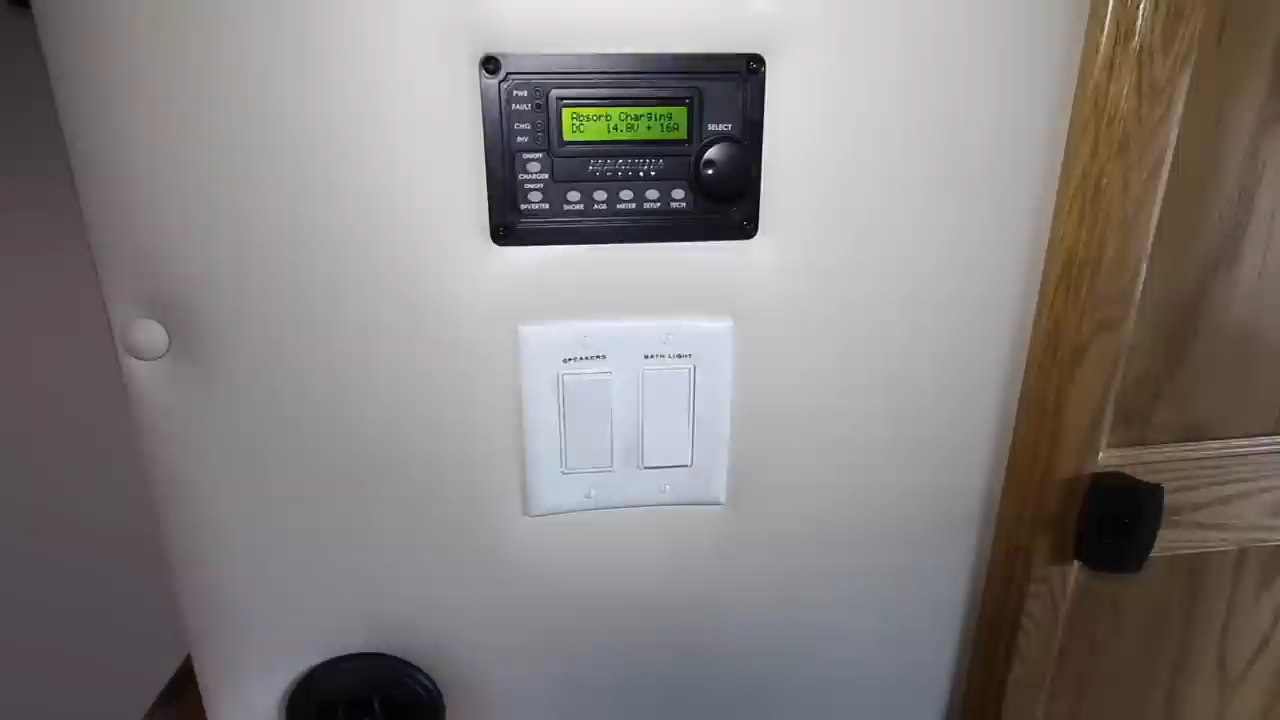 PWR
FAULT
CHG
INV
Absorb Charging
DC 14.8V + 16A
SELECT
ON/OFF
CHARGER
ON/OFF
INVERTER
SHORE
AGS
METER
SETUP
TECH
SPEAKERS
BATH LIGHT